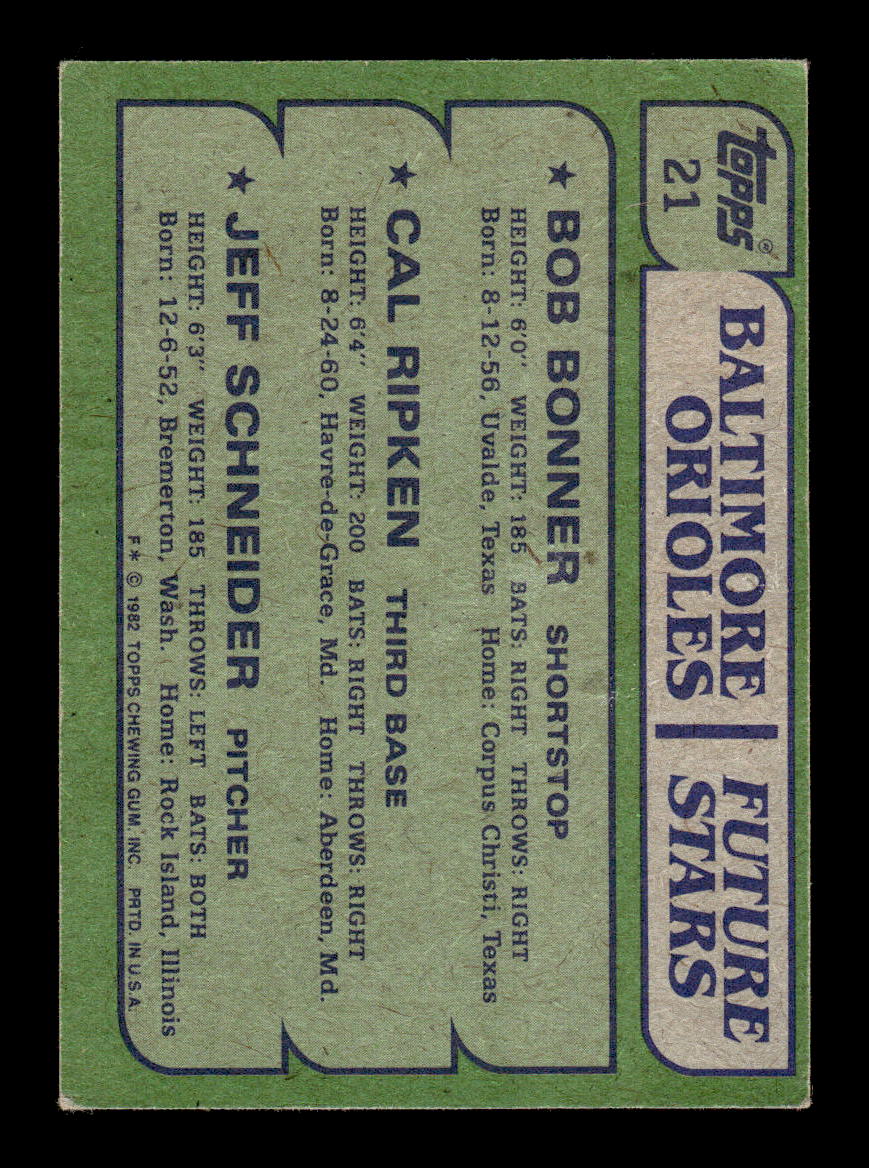 topps®
21
BALTIMORE
ORIOLES
FUTURE
STARS
★ BOB BONNER SHORTSTOP
HEIGHT: 6'0" WEIGHT: 185 BATS: RIGHT THROWS: RIGHT
Born: 8-12-56, Uvalde, Texas Home: Corpus Christi, Texas
★ CAL RIPKEN THIRD BASE
HEIGHT: 6'4" WEIGHT: 200 BATS: RIGHT THROWS: RIGHT
Born: 8-24-60, Havre-de-Grace, Md. Home: Aberdeen, Md.
★ JEFF SCHNEIDER PITCHER
HEIGHT: 6'3" WEIGHT: 185 THROWS: LEFT BATS: BOTH
Born: 12-6-52, Bremerton, Wash. Home: Rock Island, Illinois
F* © 1982 TOPPS CHEWING GUM, INC. PRTD. IN U.S.A.